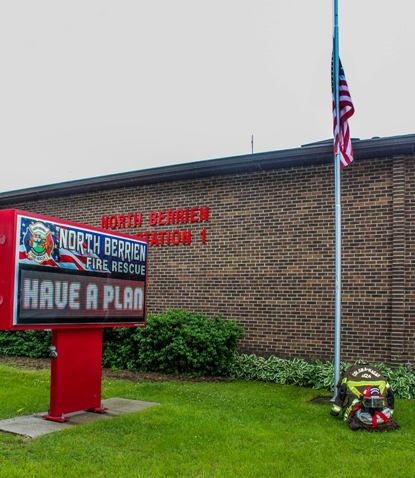 NORTH BERRIEN
STATION 1
NORTH BERRIEN
FIRE RESCUE
HAVE A PLAN